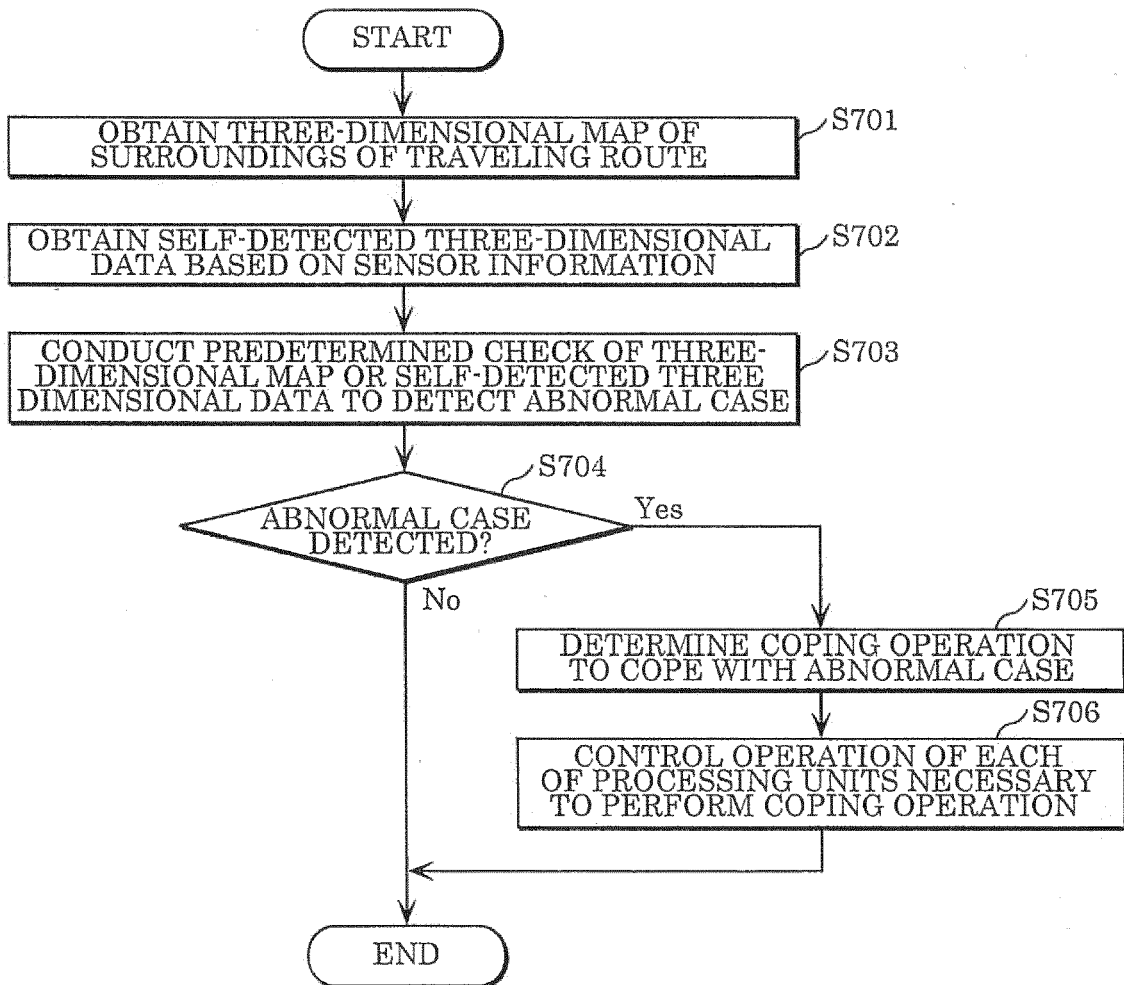 START
OBTAIN THREE-DIMENSIONAL MAP OF
SURROUNDINGS OF TRAVELING ROUTE
S701
OBTAIN SELF-DETECTED THREE-DIMENSIONAL
DATA BASED ON SENSOR INFORMATION
S702
CONDUCT PREDETERMINED CHECK OF THREE-
DIMENSIONAL MAP OR SELF-DETECTED THREE
DIMENSIONAL DATA TO DETECT ABNORMAL CASE
S703
S704
ABNORMAL CASE
DETECTED?
Yes
No
S705
DETERMINE COPING OPERATION
TO COPE WITH ABNORMAL CASE
S706
CONTROL OPERATION OF EACH
OF PROCESSING UNITS NECESSARY
TO PERFORM COPING OPERATION
END